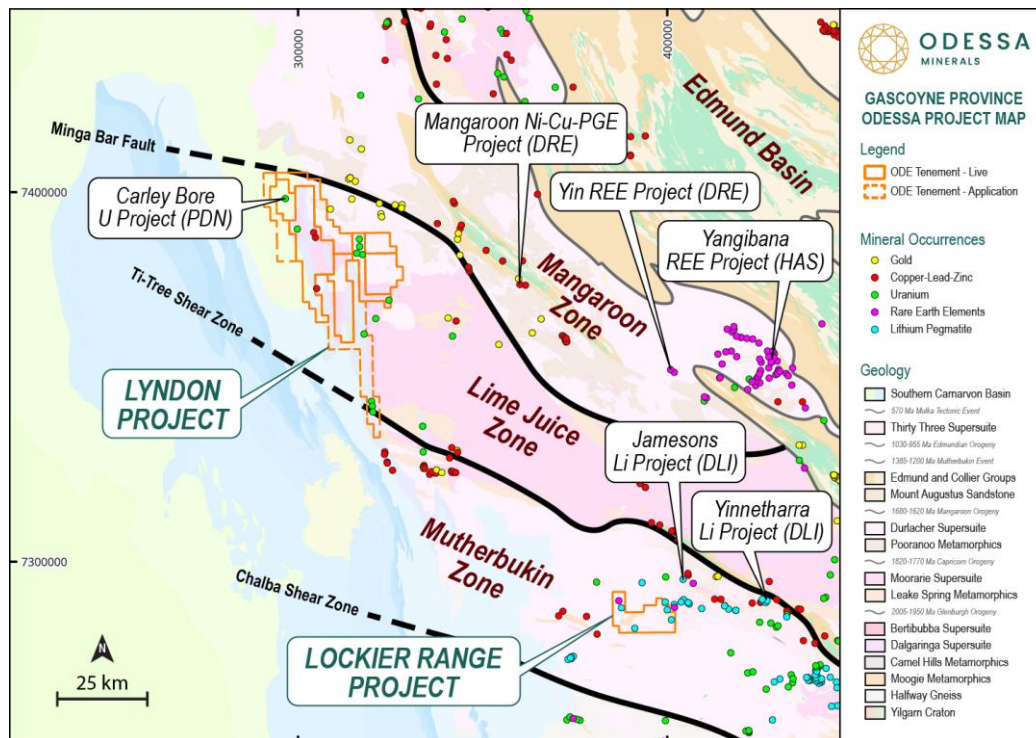 300000
400000
Minga Bar Fault
7400000
Carley Bore
U Project (PDN)
Ti-Tree Shear Zone
LYNDON
PROJECT
Mangaroon Ni-Cu-PGE
Project (DRE)
Edmund Basin
Yin REE Project (DRE)
Yangibana
REE Project (HAS)
Mangaroon
Zone
Lime Juice
Zone
Jamesons
Li Project (DLI)
Yinnetharra
Li Project (DLI)
Mutherbukin
Zone
7300000
Chalba Shear Zone
LOCKIER RANGE
PROJECT
N
25 km
ODESSA
MINERALS
GASCOYNE PROVINCE
ODESSA PROJECT MAP
Legend
ODE Tenement - Live
ODE Tenement - Application
Mineral Occurrences
Gold
Copper-Lead-Zinc
Uranium
Rare Earth Elements
Lithium Pegmatite
Geology
Southern Carnarvon Basin
570 Ma Mulka Tectonic Event
Thirty Three Supersuite
1030-955 Ma Edmundian Orogeny
1385-1200 Ma Mutherbukin Event
Edmund and Collier Groups
Mount Augustus Sandstone
1680-1620 Ma Mangaroon Orogeny
Durlacher Supersuite
Pooranoo Metamorphics
1820-1770 Ma Capricorn Orogeny
Moorarie Supersuite
Leake Spring Metamorphics
2005-1950 Ma Glenburgh Orogeny
Bertibubba Supersuite
Dalgaringa Supersuite
Camel Hills Metamorphics
Moogie Metamorphics
Halfway Gneiss
Yilgarn Craton